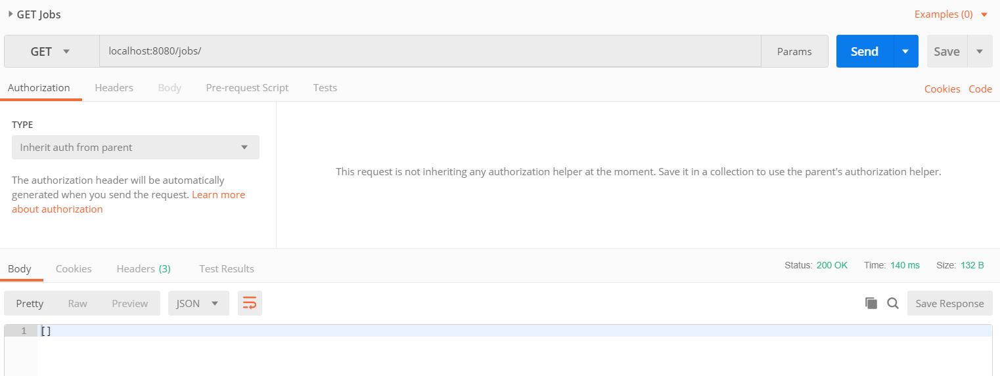 GET Jobs
Examples (0)
GET
localhost:8080/jobs/
Params
Send
Save
Authorization
Headers
Body
Pre-request Script
Tests
Cookies
Code
TYPE
Inherit auth from parent
The authorization header will be automatically
generated when you send the request. Learn more
about authorization
This request is not inheriting any authorization helper at the moment. Save it in a collection to use the parent's authorization helper.
Body
Cookies
Headers (3)
Test Results
Status: 200 OK
Time: 140 ms
Size: 132 B
Pretty
Raw
Preview
JSON
Save Response
1 []